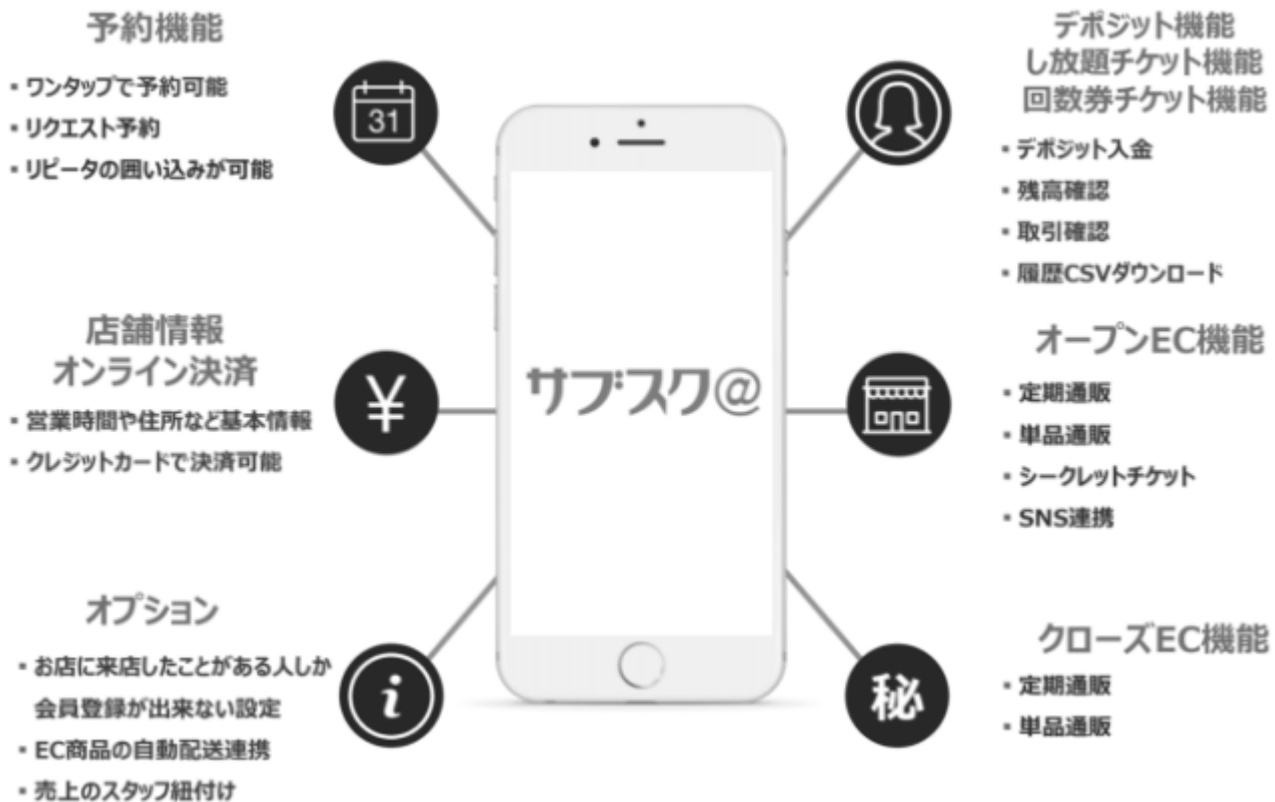 予約機能
▪ ワンタップで予約可能
▪ リクエスト予約
▪ リピータの囲い込みが可能
31
店舗情報
オンライン決済
▪ 営業時間や住所など基本情報
▪ クレジットカードで決済可能
¥
オプション
▪ お店に来店したことがある人しか
会員登録が出来ない設定
▪ EC商品の自動配送連携
▪ 売上のスタッフ紐付け
i
サブスク@
デポジット機能
し放題チケット機能
回数券チケット機能
▪ デポジット入金
▪ 残高確認
▪ 取引確認
▪ 履歴CSVダウンロード
オープンEC機能
▪ 定期通販
▪ 単品通販
▪ シークレットチケット
▪ SNS連携
秘
クローズEC機能
▪ 定期通販
▪ 単品通販